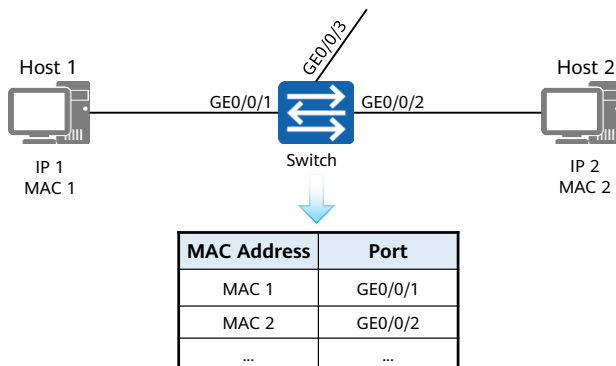 GE0/0/3
Host 1
Host 2
GE0/0/1
GE0/0/2
IP 1
MAC 1
Switch
IP 2
MAC 2
MAC Address Port
MAC 1 GE0/0/1
MAC 2 GE0/0/2
... ...